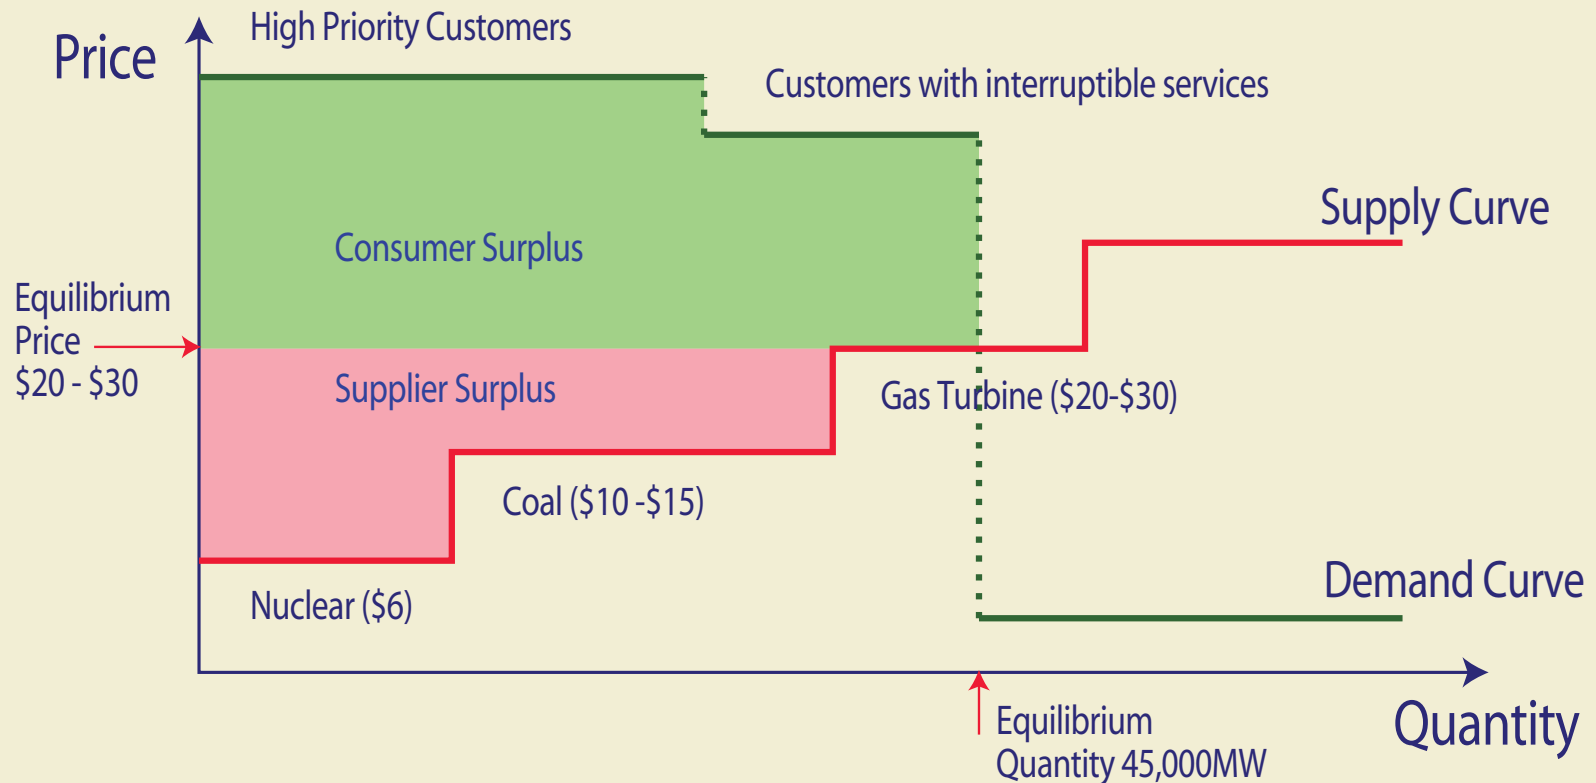 High Priority Customers
Price
Customers with interruptible services
Supply Curve
Consumer Surplus
Equilibrium
Price
$20 - $30
Supplier Surplus
Gas Turbine ($20-$30)
Coal ($10 -$15)
Demand Curve
Nuclear ($6)
Quantity
Equilibrium
Quantity 45,000MW